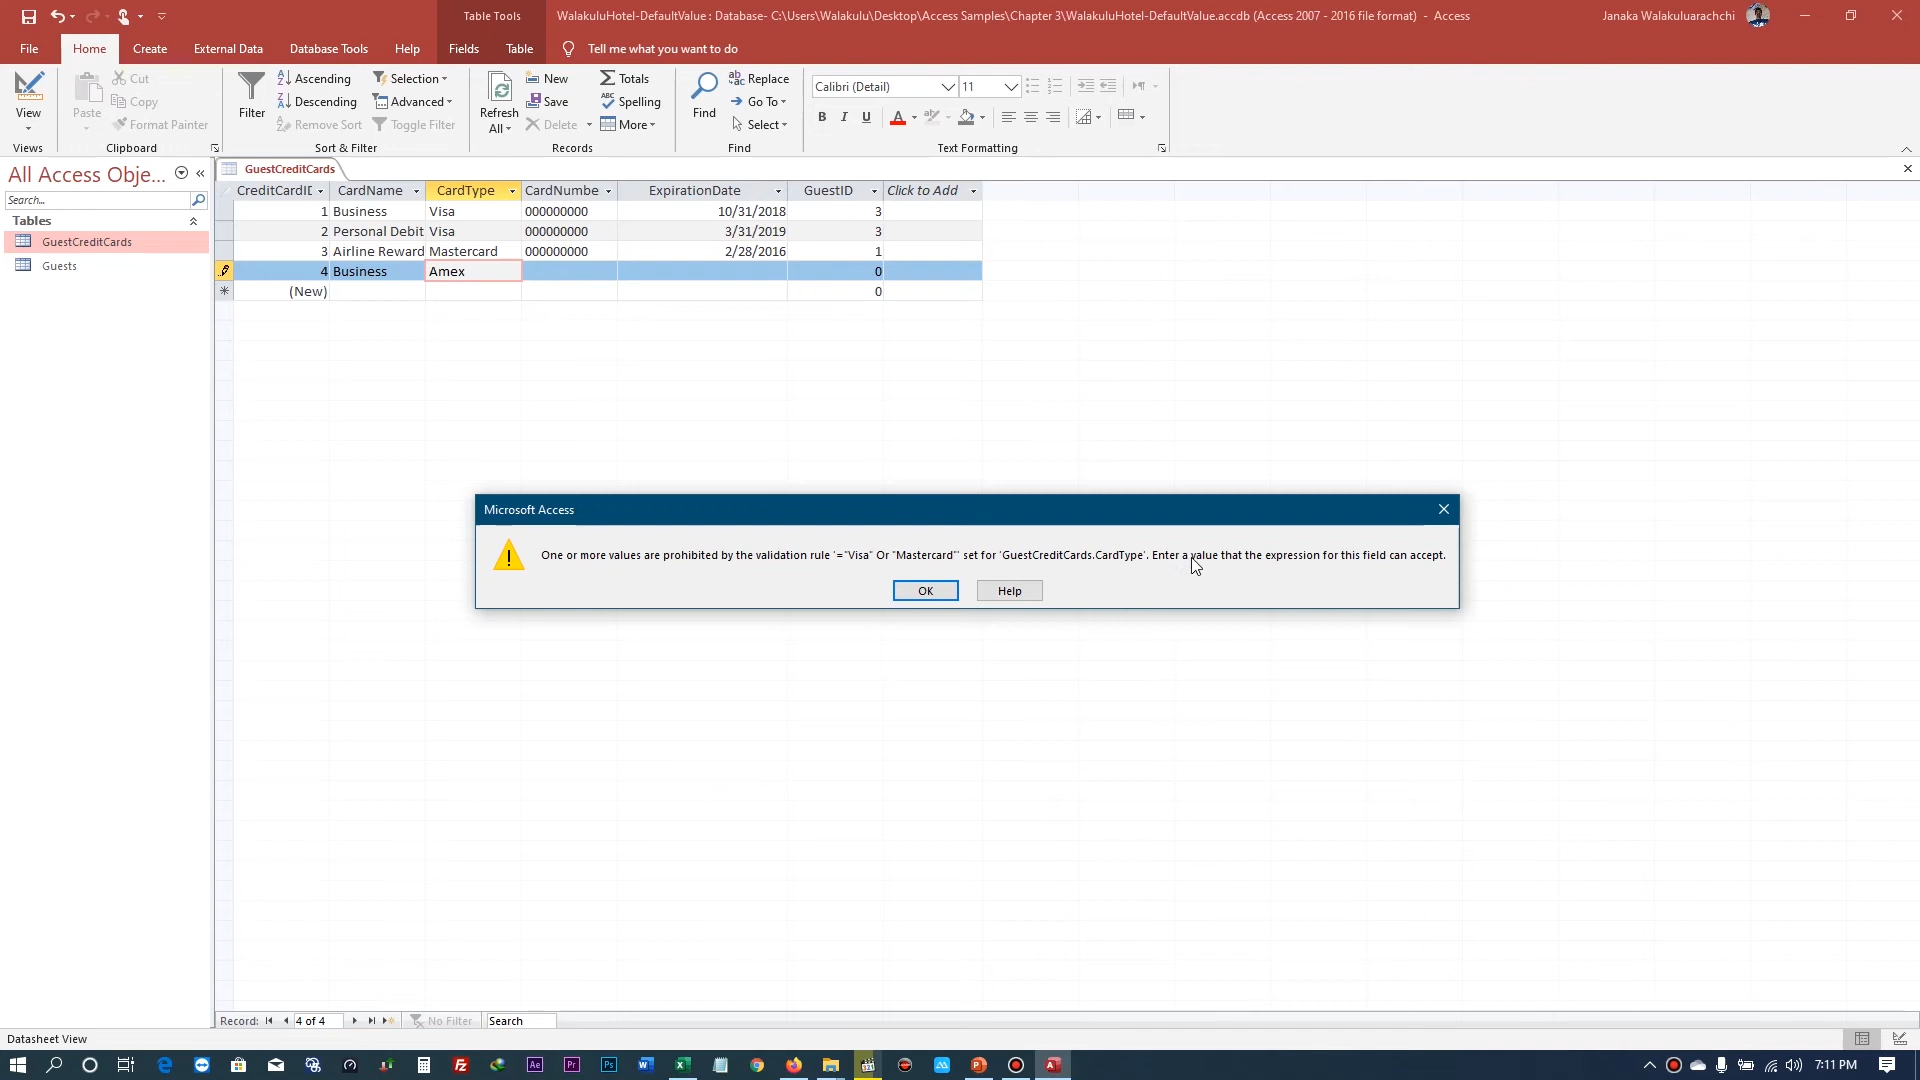 Table Tools
WalakuluHotel-DefaultValue : Database- C:\Users\Walakulu\Desktop\Access Samples\Chapter 3\WalakuluHotel-DefaultValue.accdb (Access 2007 - 2016 file format) - Access
Janaka Walakuluarachchi
File Home Create External Data Database Tools Help Fields Table Tell me what you want to do
View
Views
Paste
Cut
Copy
Format Painter
Clipboard
Filter
Ascending
Descending
Remove Sort
Selection
Advanced
Toggle Filter
Sort & Filter
Refresh
All
New
Save
Delete
Totals
Spelling
More
Records
Find
Replace
Go To
Select
Find
Calibri (Detail) 11
B I U
Text Formatting
All Access Obje...
Search...
Tables
GuestCreditCards
Guests
GuestCreditCards
CreditCardID CardName CardType CardNumbe ExpirationDate GuestID Click to Add
1 Business Visa 000000000 10/31/2018 3
2 Personal Debit Visa 000000000 3/31/2019 3
3 Airline Reward Mastercard 000000000 2/28/2016 1
4 Business Amex 0
(New) 0
Microsoft Access
One or more values are prohibited by the validation rule '="Visa" Or "Mastercard"' set for 'GuestCreditCards.CardType'. Enter a value that the expression for this field can accept.
OK Help
Record: 4 of 4 No Filter Search
Datasheet View
7:11 PM